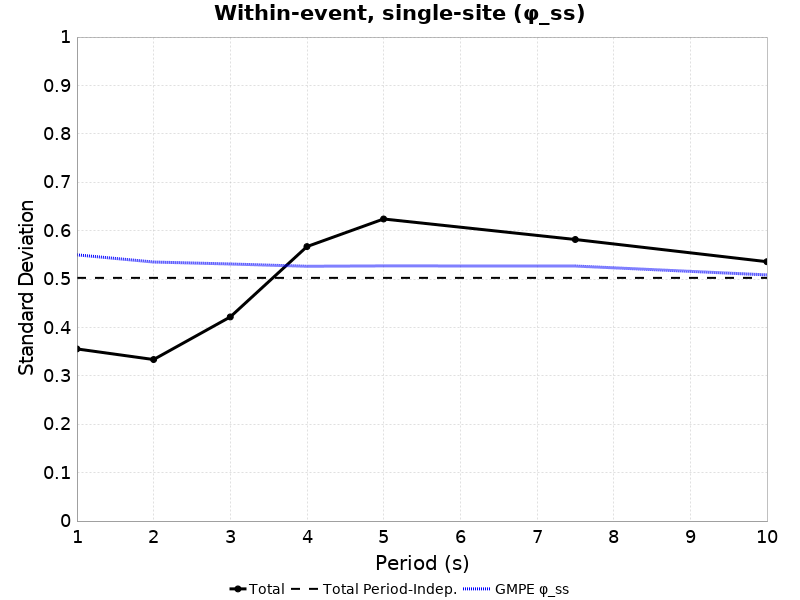 Within-event, single-site (φ_ss)
1
0.9
0.8
0.7
0.6
0.5
0.4
0.3
0.2
0.1
0
Standard Deviation
1 2 3 4 5 6 7 8 9 10
Period (s)
Total Total Period-Indep. GMPE φ_ss